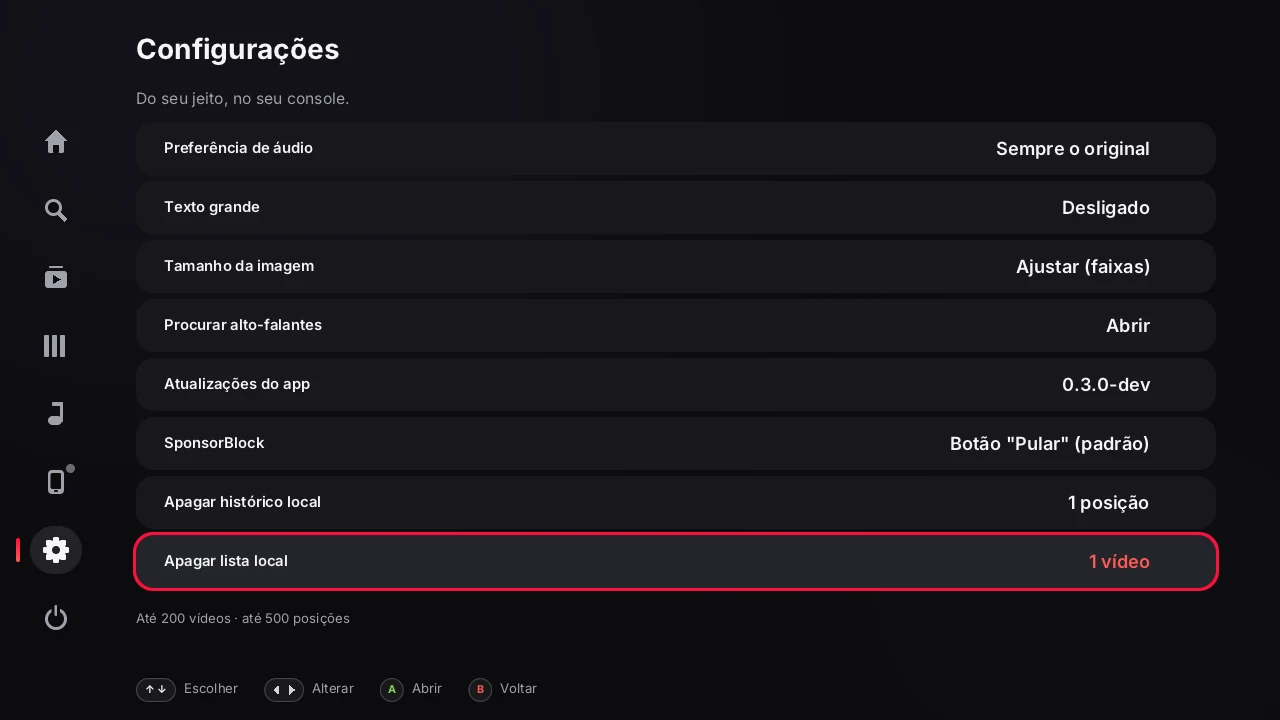 Configurações
Do seu jeito, no seu console.
Preferência de áudio Sempre o original
Texto grande Desligado
Tamanho da imagem Ajustar (faixas)
Procurar alto-falantes Abrir
Atualizações do app 0.3.0-dev
SponsorBlock Botão "Pular" (padrão)
Apagar histórico local 1 posição
Apagar lista local 1 vídeo
Até 200 vídeos · até 500 posições
Escolher Alterar A Abrir B Voltar